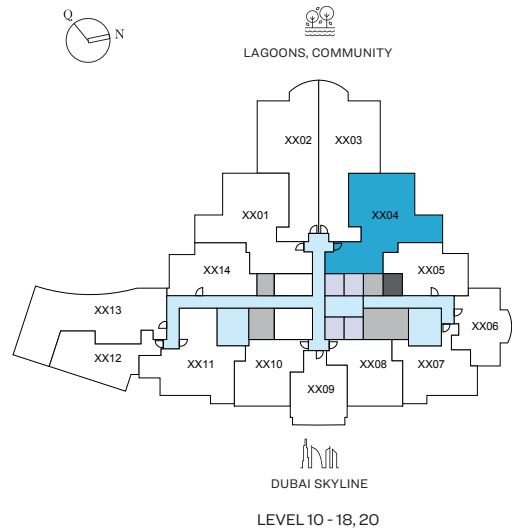 Q
N
LAGOONS, COMMUNITY
XX02
XX03
XX01
XX04
XX14
XX05
XX13
XX06
XX12
XX11
XX10
XX08
XX07
XX09
DUBAI SKYLINE
LEVEL 10 - 18, 20